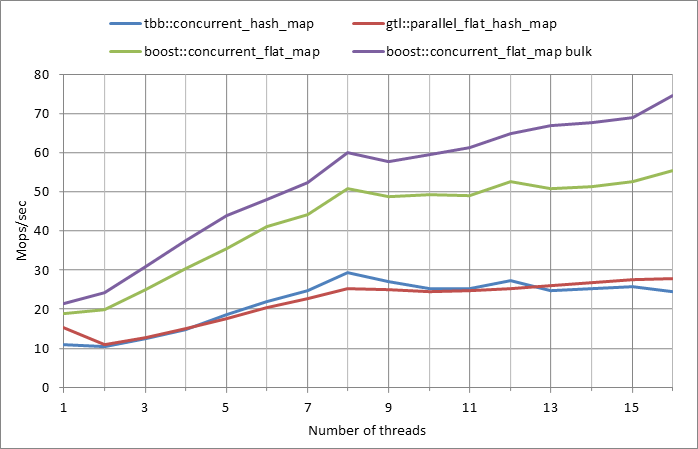 tbb::concurrent_hash_map gtl::parallel_flat_hash_map
boost::concurrent_flat_map boost::concurrent_flat_map bulk
80
70
60
50
40
30
20
10
0
Mops/sec
1 3 5 7 9 11 13 15
Number of threads